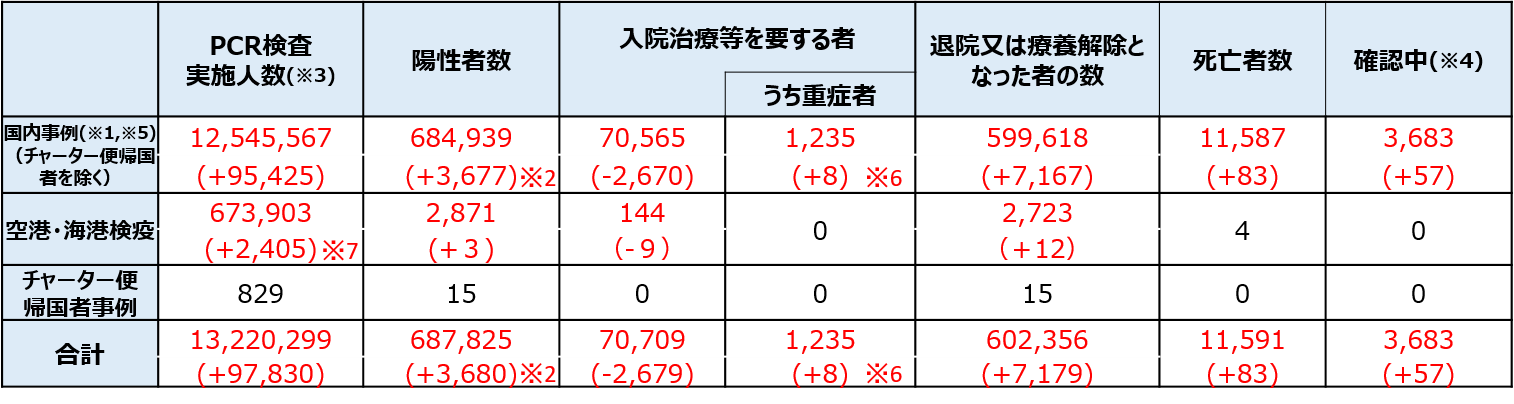 PCR検査
実施人数(※3)
陽性者数
入院治療等を要する者
うち重症者
退院又は療養解除と
なった者の数
死亡者数
確認中(※4)
国内事例(※1,※5)
(チャーター便帰国
者を除く)
12,545,567
(+95,425)
684,939
(+3,677)※2
70,565
(-2,670)
1,235
(+8) ※6
599,618
(+7,167)
11,587
(+83)
3,683
(+57)
空港・海港検疫
673,903
(+2,405)※7
2,871
(+3)
144
(-9)
0
2,723
(+12)
4
0
チャーター便
帰国者事例
829
15
0
0
15
0
0
合計
13,220,299
(+97,830)
687,825
(+3,680)※2
70,709
(-2,679)
1,235
(+8) ※6
602,356
(+7,179)
11,591
(+83)
3,683
(+57)